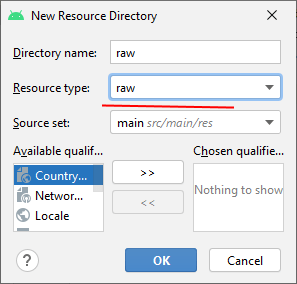 New Resource Directory
Directory name: raw
Resource type: raw
Source set: main src/main/res
Available qualif... Chosen qualifie...
Country... >> Nothing to show
Networ...
Locale <<
? OK Cancel